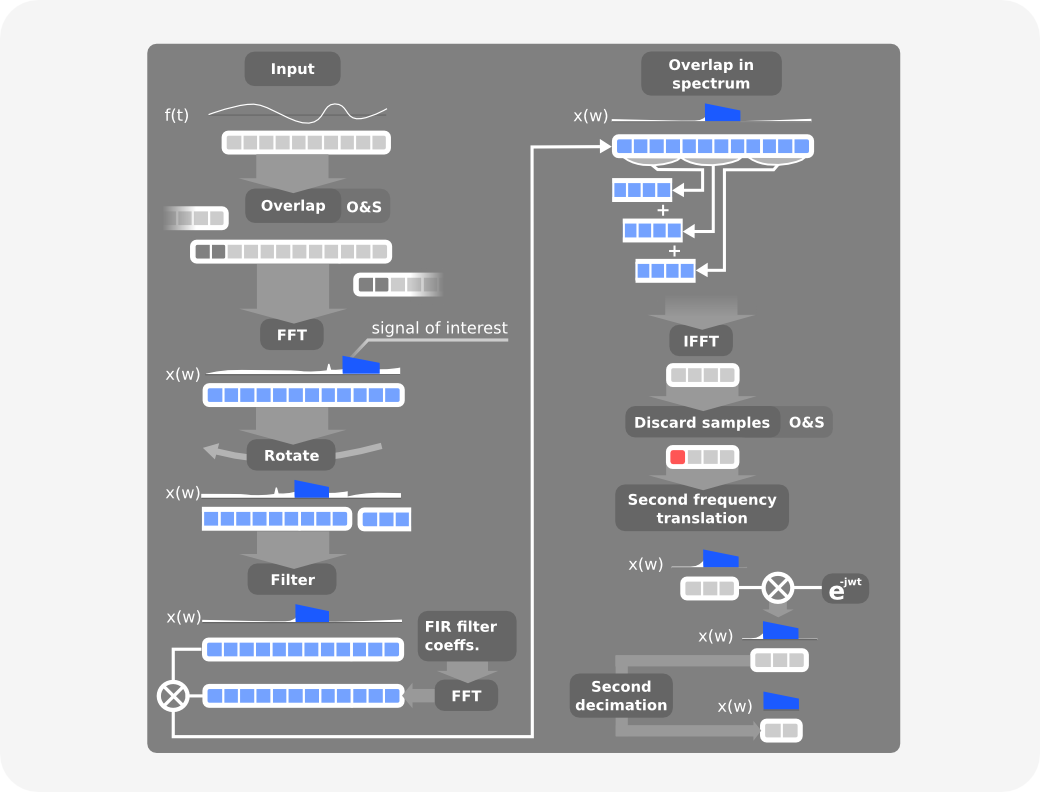 Input
f(t)
Overlap O&S
FFT
signal of interest
x(w)
Rotate
x(w)
Filter
x(w)
FIR filter
coeffs.
FFT
Overlap in
spectrum
x(w)
+
+
IFFT
Discard samples O&S
Second frequency
translation
x(w)
e-jwt
x(w)
Second
decimation
x(w)